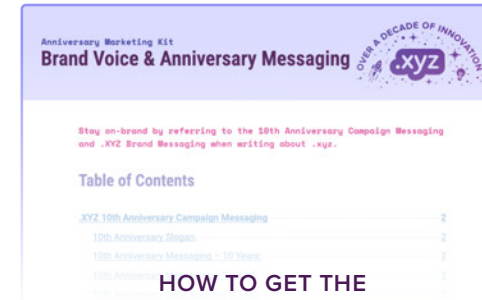 Anniversary Marketing Kit
Brand Voice & Anniversary Messaging
OVER A DECADE OF INNOVATION
.xyz
Stay on-brand by referring to the 10th Anniversary Campaign Messaging
and .XYZ Brand Messaging when writing about .xyz.
Table of Contents
.XYZ 10th Anniversary Campaign Messaging 2
10th Anniversary Slogan: 2
10th Anniversary Messaging – 10 Years: 2
10th Anniversary
HOW TO GET THE